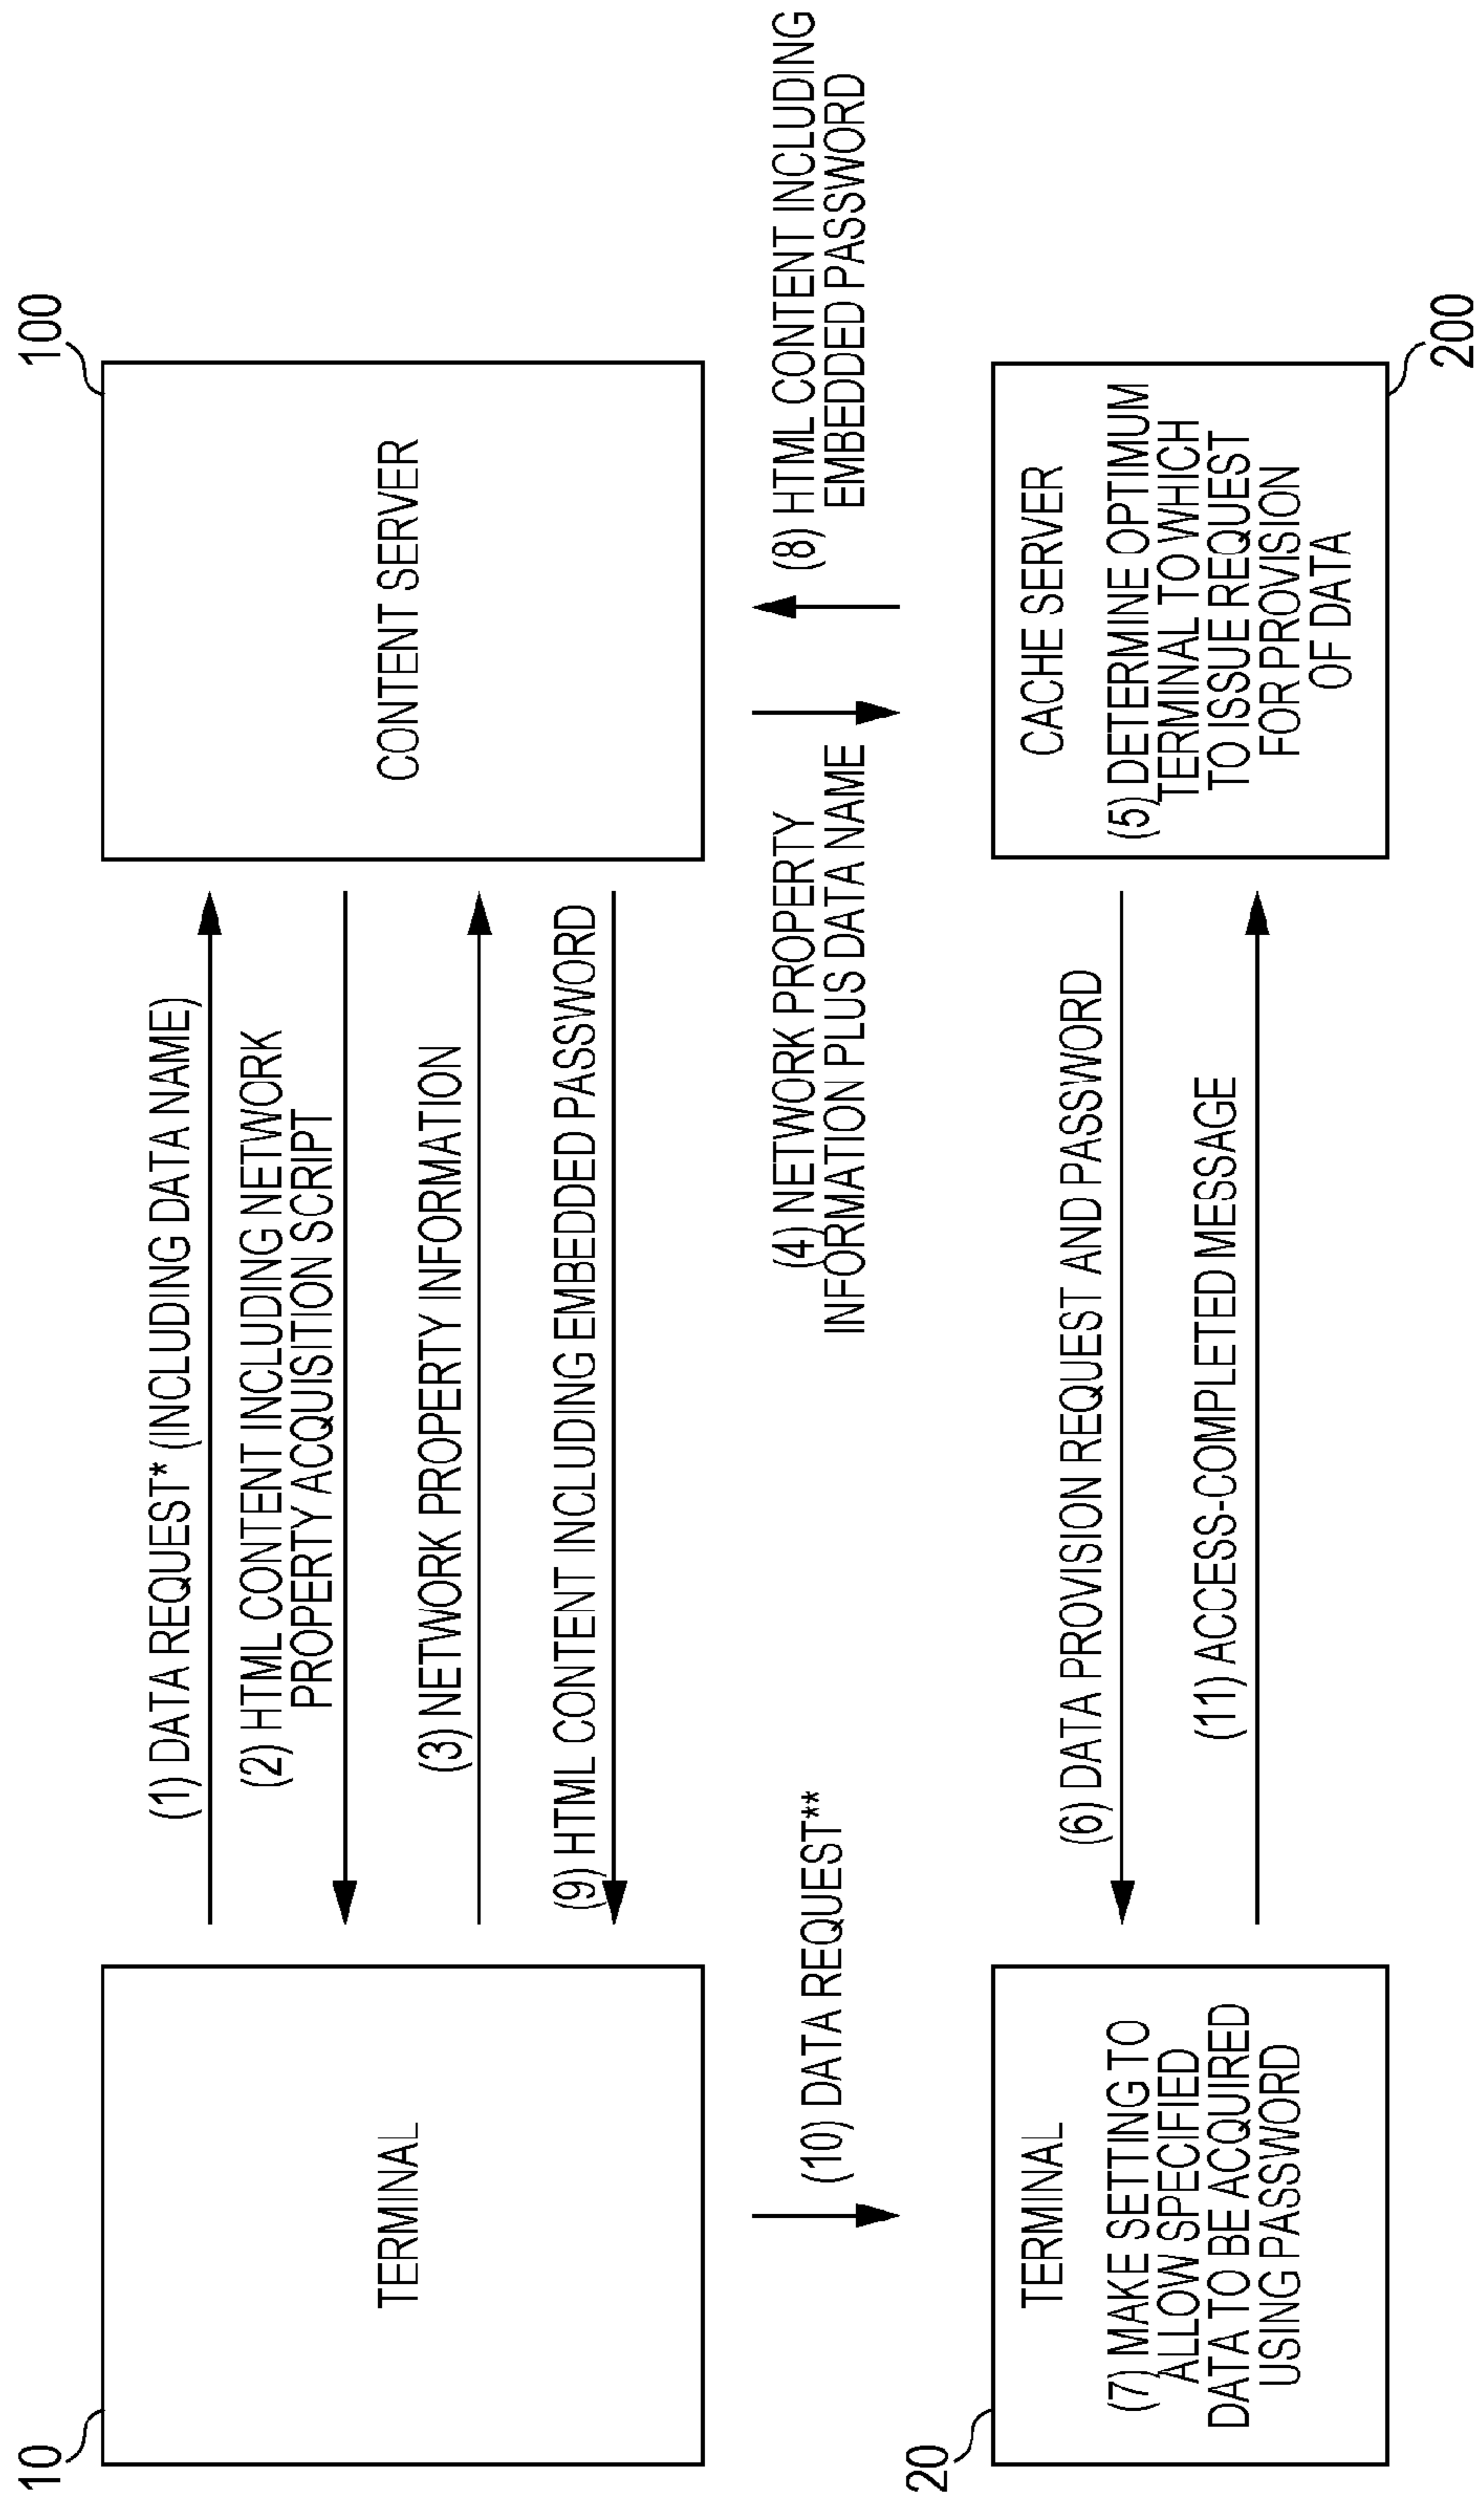 10
TERMINAL
(1) DATA REQUEST* (INCLUDING DATA NAME)
(2) HTML CONTENT INCLUDING NETWORK
PROPERTY ACQUISITION SCRIPT
(3) NETWORK PROPERTY INFORMATION
(9) HTML CONTENT INCLUDING EMBEDDED PASSWORD
100
CONTENT SERVER
(10) DATA REQUEST**
(4) NETWORK PROPERTY
INFORMATION PLUS DATA NAME
(8) HTML CONTENT INCLUDING
EMBEDDED PASSWORD
20
TERMINAL
(7) MAKE SETTING TO
ALLOW SPECIFIED
DATA TO BE ACQUIRED
USING PASSWORD
(6) DATA PROVISION REQUEST AND PASSWORD
(11) ACCESS-COMPLETED MESSAGE
CACHE SERVER
(5) DETERMINE OPTIMUM
TERMINAL TO WHICH
TO ISSUE REQUEST
FOR PROVISION
OF DATA
200